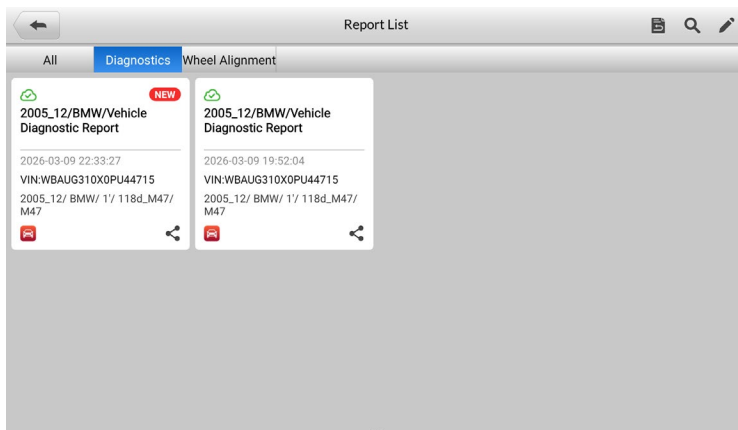 Report List
All
Diagnostics
Wheel Alignment
NEW
2005_12/BMW/Vehicle
Diagnostic Report
2026-03-09 22:33:27
VIN:WBAUG310X0PU44715
2005_12/ BMW/ 1'/ 118d_M47/
M47
2005_12/BMW/Vehicle
Diagnostic Report
2026-03-09 19:52:04
VIN:WBAUG310X0PU44715
2005_12/ BMW/ 1'/ 118d_M47/
M47